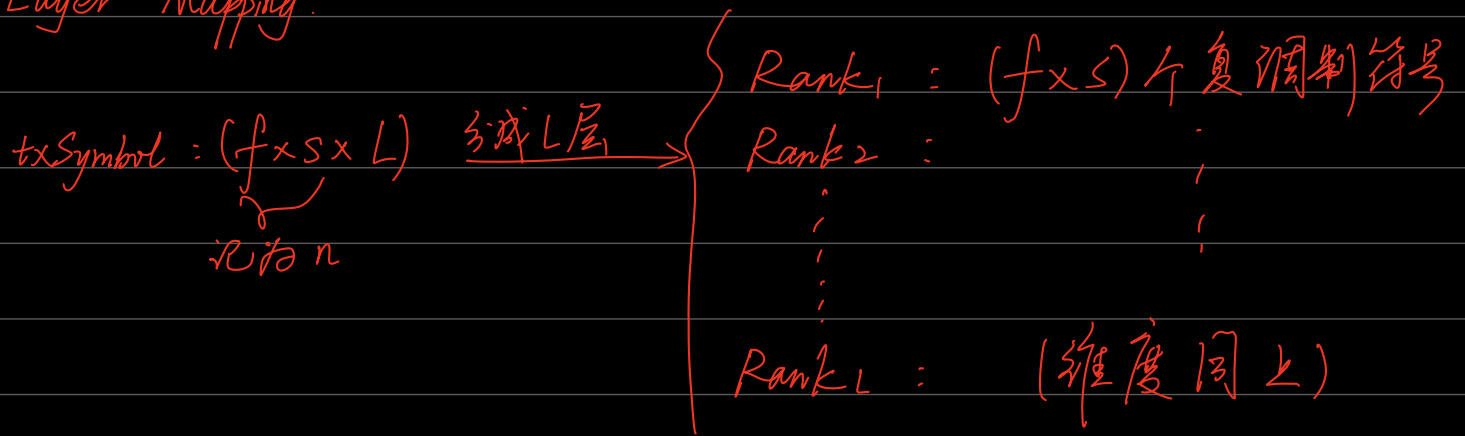 Layer Mapping:
txSymbol : (f×s×L) 分成L层
记为n
Rank1 : (f×s)个复调制符号
Rank2 :
RankL : (维度同上)